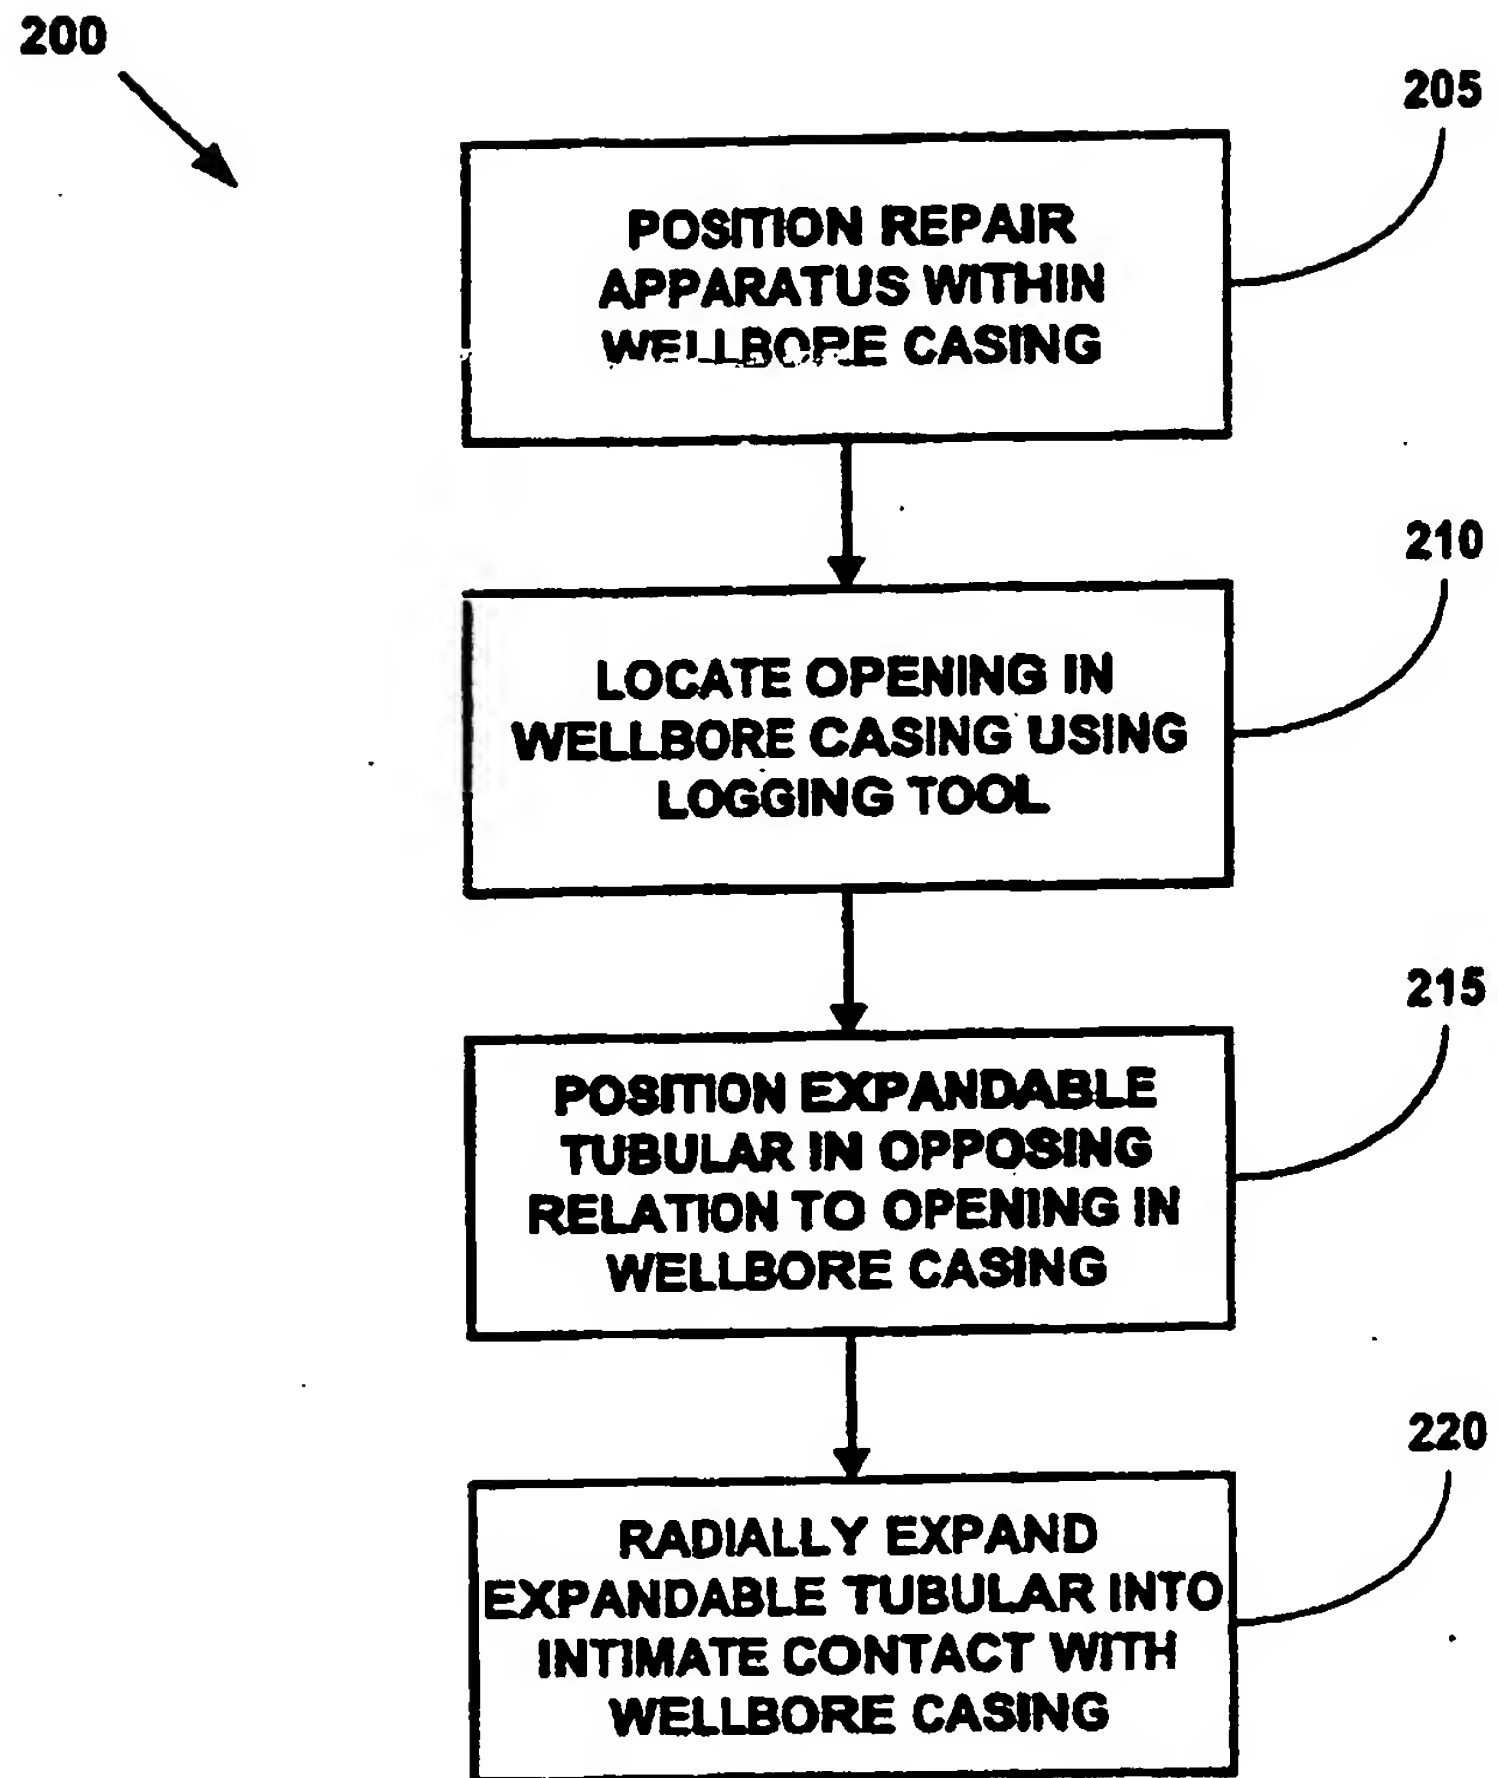 200
205
POSITION REPAIR
APPARATUS WITHIN
WELLBORE CASING
210
LOCATE OPENING IN
WELLBORE CASING USING
LOGGING TOOL
215
POSITION EXPANDABLE
TUBULAR IN OPPOSING
RELATION TO OPENING IN
WELLBORE CASING
220
RADIALLY EXPAND
EXPANDABLE TUBULAR INTO
INTIMATE CONTACT WITH
WELLBORE CASING